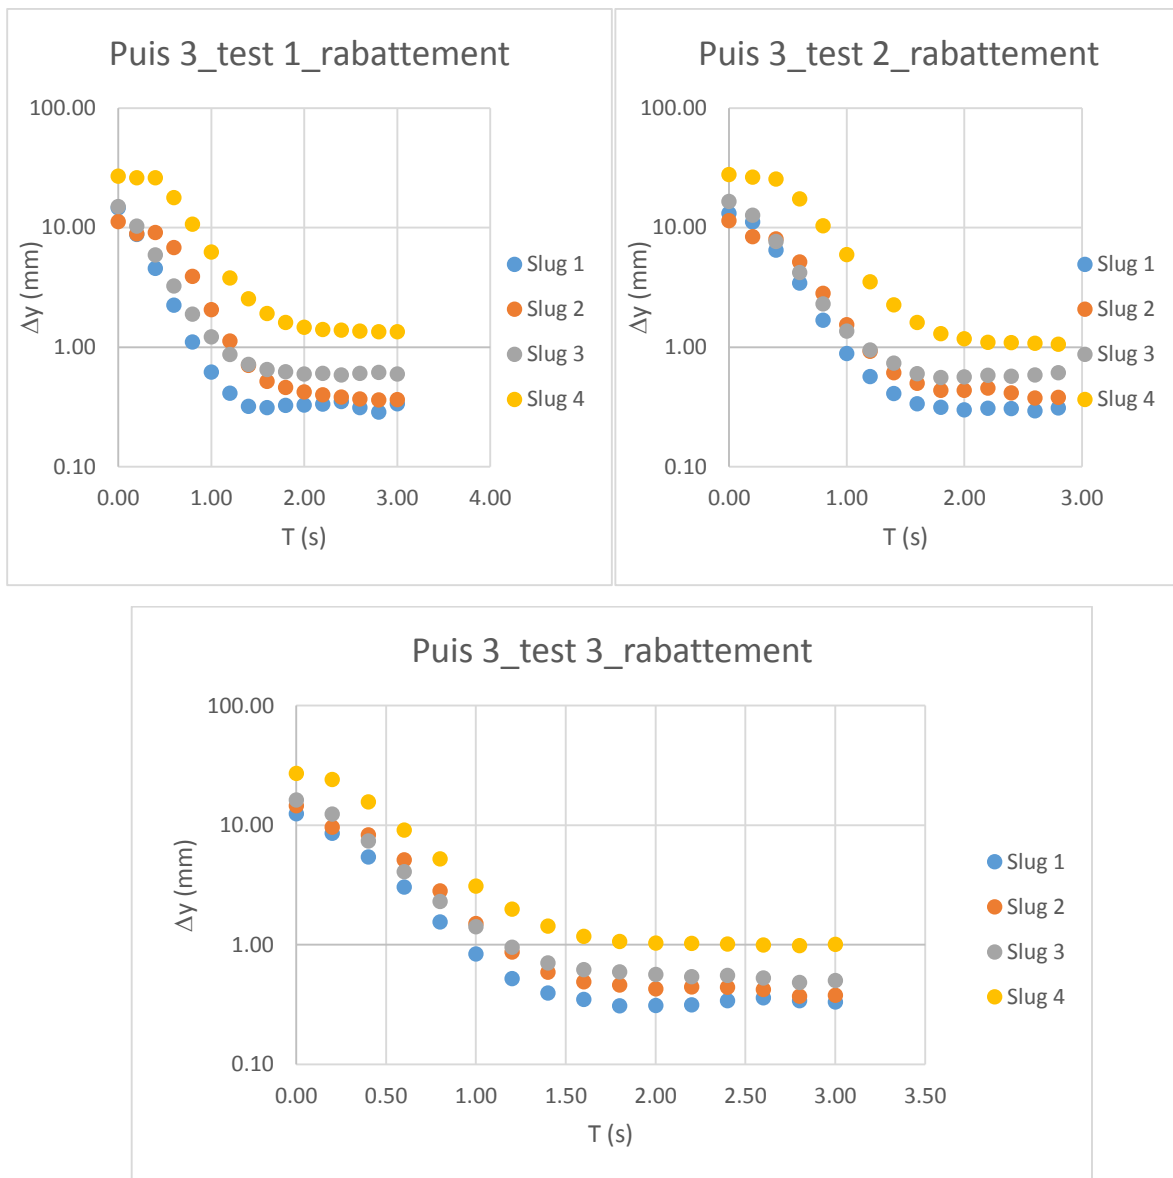 Puis 3_test 1_rabattement
100.00
10.00
1.00
0.10
Δy (mm)
0.00 1.00 2.00 3.00 4.00
T (s)
Slug 1
Slug 2
Slug 3
Slug 4
Puis 3_test 2_rabattement
100.00
10.00
1.00
0.10
Δy (mm)
0.00 1.00 2.00 3.00
T (s)
Slug 1
Slug 2
Slug 3
Slug 4
Puis 3_test 3_rabattement
100.00
10.00
1.00
0.10
Δy (mm)
0.00 0.50 1.00 1.50 2.00 2.50 3.00 3.50
T (s)
Slug 1
Slug 2
Slug 3
Slug 4